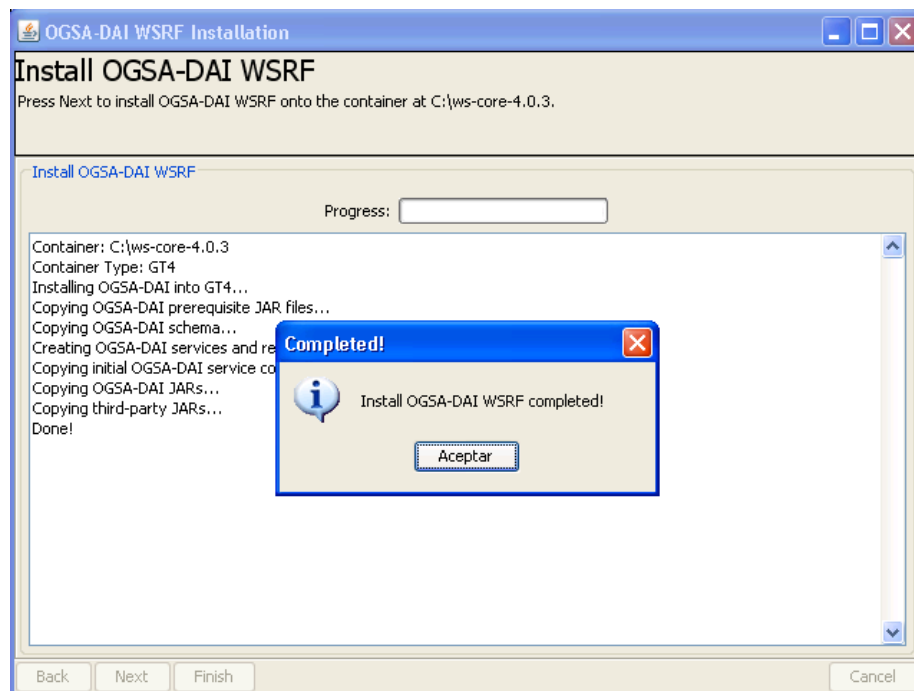 OGSA-DAI WSRF Installation
Install OGSA-DAI WSRF
Press Next to install OGSA-DAI WSRF onto the container at C:\ws-core-4.0.3.
Install OGSA-DAI WSRF
Progress:
Container: C:\ws-core-4.0.3
Container Type: GT4
Installing OGSA-DAI into GT4...
Copying OGSA-DAI prerequisite JAR files...
Copying OGSA-DAI schema...
Creating OGSA-DAI services and re
Copying initial OGSA-DAI service co
Copying OGSA-DAI JARs...
Copying third-party JARs...
Done!
Completed!
Install OGSA-DAI WSRF completed!
Aceptar
Back Next Finish Cancel